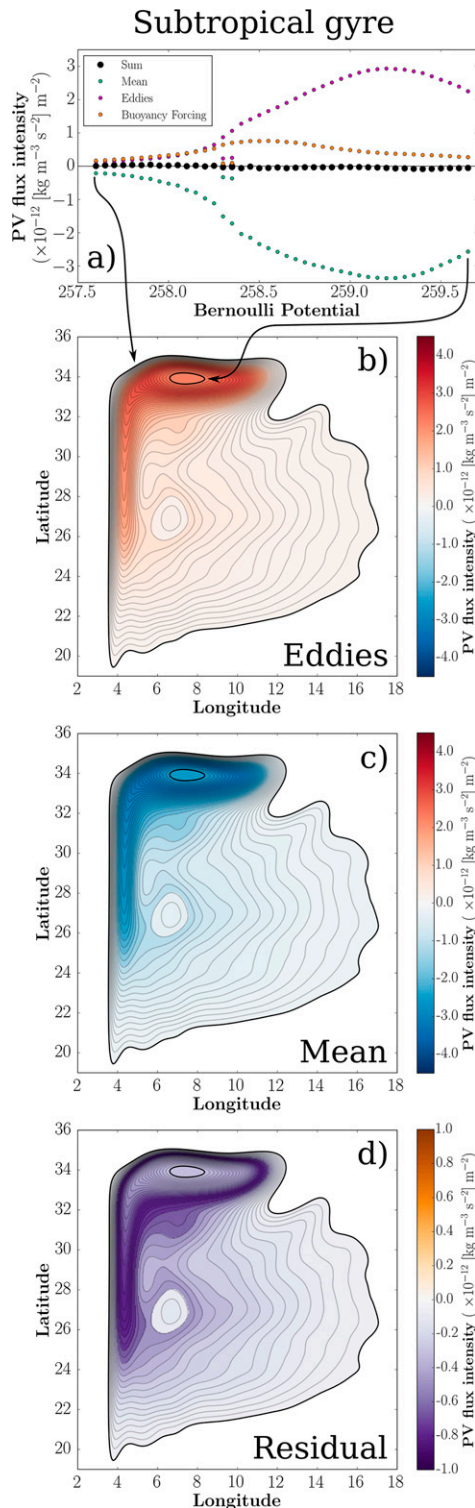 Subtropical gyre
PV flux intensity
(×10⁻¹² [kg m⁻³ s⁻²] m⁻²)
3
2
1
0
−1
−2
−3
Sum
Mean
Eddies
Buoyancy Forcing
a)
257.5 258.0 258.5 259.0 259.5
Bernoulli Potential
b)
Latitude
36
34
32
30
28
26
24
22
20
Eddies
2 4 6 8 10 12 14 16 18
Longitude
4.0
3.0
2.0
1.0
0.0
-1.0
-2.0
-3.0
-4.0
PV flux intensity ( ×10⁻¹² [kg m⁻³ s⁻²] m⁻²)
c)
Latitude
36
34
32
30
28
26
24
22
20
Mean
2 4 6 8 10 12 14 16 18
Longitude
4.0
3.0
2.0
1.0
0.0
-1.0
-2.0
-3.0
-4.0
PV flux intensity ( ×10⁻¹² [kg m⁻³ s⁻²] m⁻²)
d)
Latitude
36
34
32
30
28
26
24
22
20
Residual
2 4 6 8 10 12 14 16 18
Longitude
1.0
0.8
0.6
0.4
0.2
0.0
-0.2
-0.4
-0.6
-0.8
-1.0
PV flux intensity ( ×10⁻¹² [kg m⁻³ s⁻²] m⁻²)